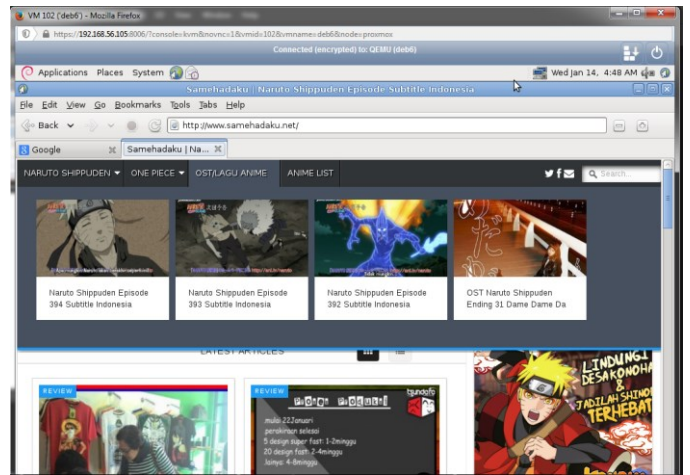 VM 102 ('deb6') - Mozilla Firefox
https://192.168.56.105:8006/?console=kvm&novnc=1&vmid=102&vmname=deb6&node=proxmox
Connected (encrypted) to: QEMU (deb6)
Applications Places System
Wed Jan 14, 4:48 AM
Samehadaku | Naruto Shippuden Episode Subtitle Indonesia
File Edit View Go Bookmarks Tools Tabs Help
Back
http://www.samehadaku.net/
Google
Samehadaku | Na...
NARUTO SHIPPUDEN ONE PIECE OST/LAGU ANIME ANIME LIST
Search...
Naruto Shippuden Episode
394 Subtitle Indonesia
Naruto Shippuden Episode
393 Subtitle Indonesia
Naruto Shippuden Episode
392 Subtitle Indonesia
OST Naruto Shippuden
Ending 31 Dame Dame Da
LATEST ARTICLES
REVIEW
REVIEW
Proses Produksi
mulai 22Januari
perakiraan selesai
5 design super fast: 1-2minggu
20 design fast: 2-4minggu
lainya: 4-8minggu
LINDUNGI
DESA KONOHA
&
JADILAH SHINOBI
TERHEBAT